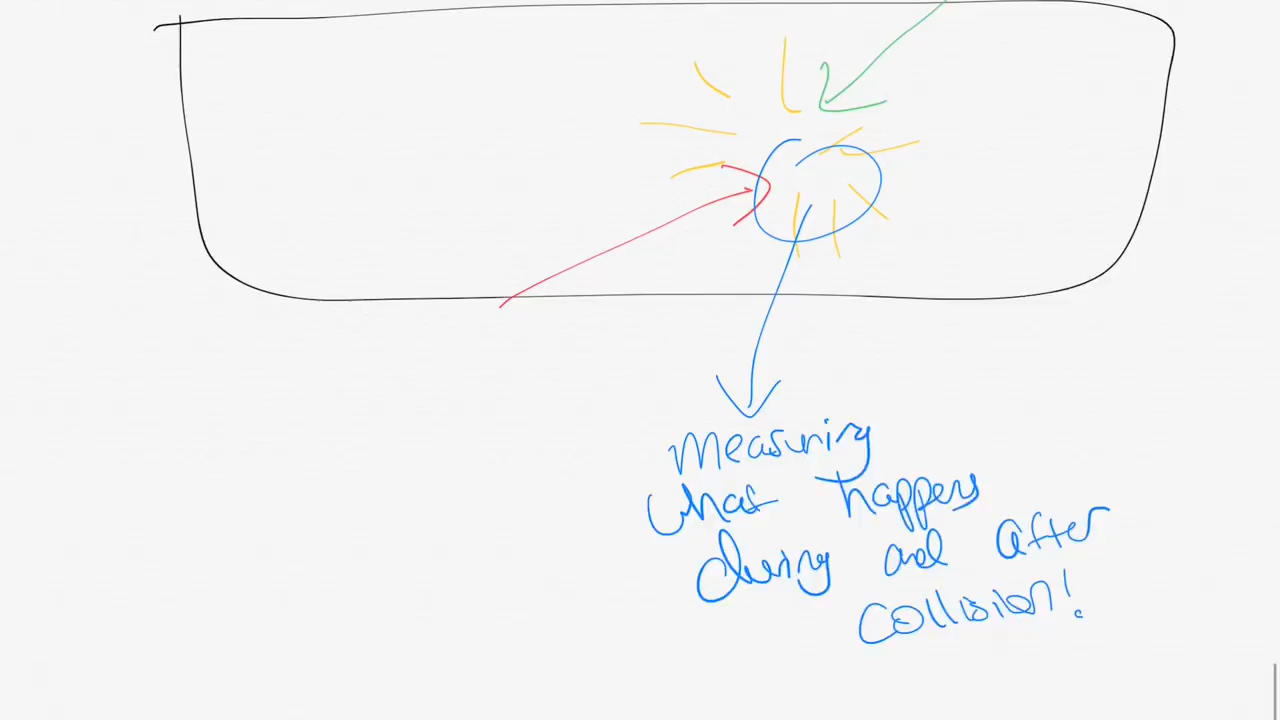 Measuring
what happens
during and after
collision!